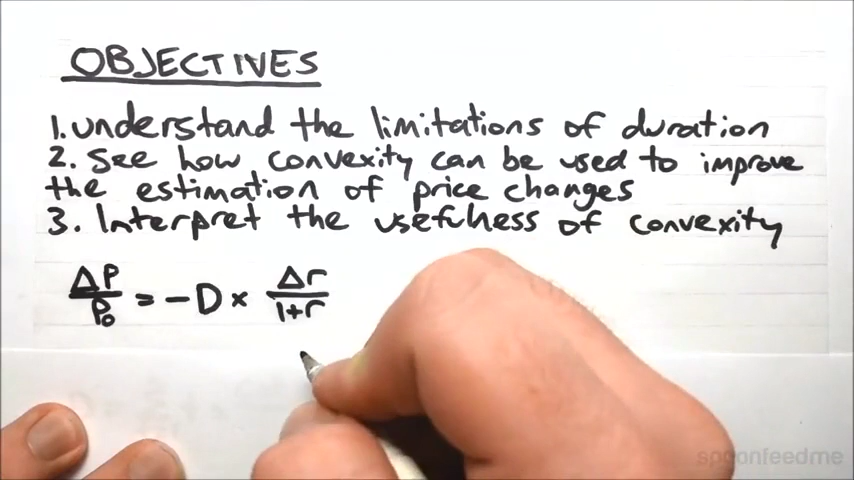 OBJECTIVES
1. understand the limitations of duration
2. see how convexity can be used to improve
the estimation of price changes
3. Interpret the usefulness of convexity
ΔP/P₀ = -D × Δr/1+r
spoonfeedme